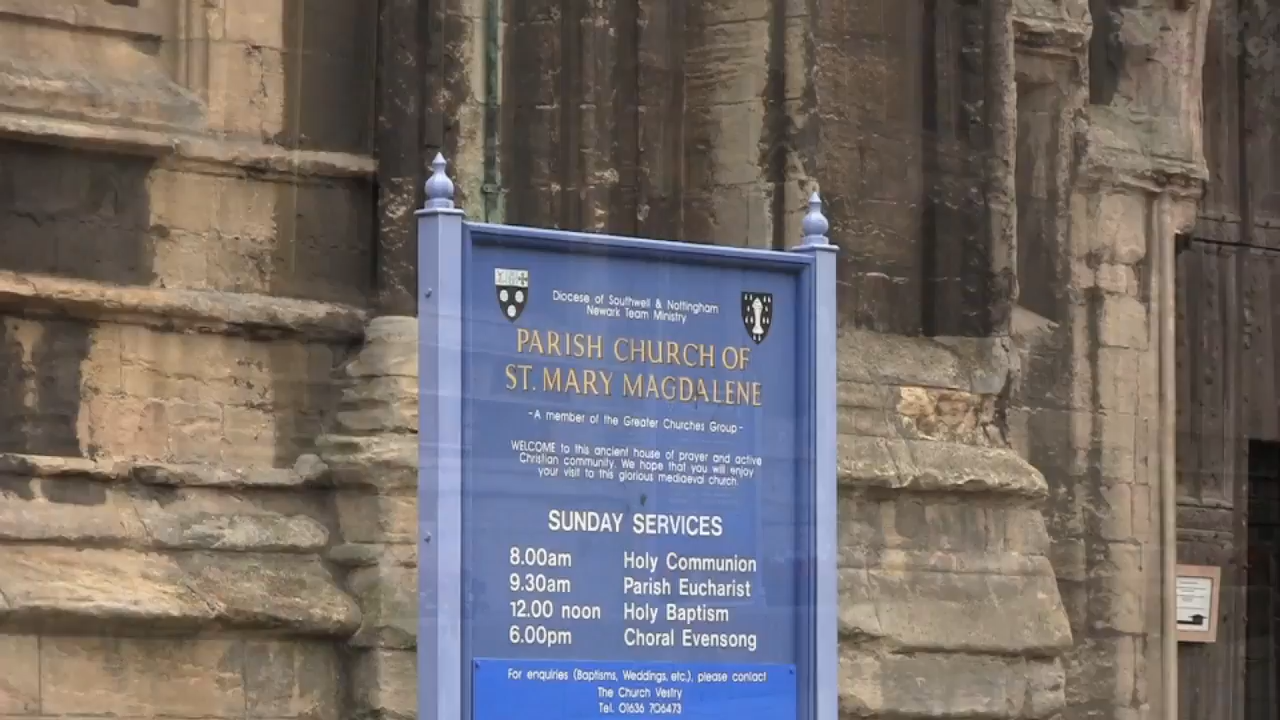 Diocese of Southwell & Nottingham
Newark Team Ministry
PARISH CHURCH OF
ST. MARY MAGDALENE
-A member of the Greater Churches Group-
WELCOME to this ancient house of prayer and active
Christian community. We hope that you will enjoy
your visit to this glorious mediaeval church.
SUNDAY SERVICES
8.00am Holy Communion
9.30am Parish Eucharist
12.00 noon Holy Baptism
6.00pm Choral Evensong
For enquiries (Baptisms, Weddings, etc.), please contact
The Church Vestry
Tel. 01636 706473